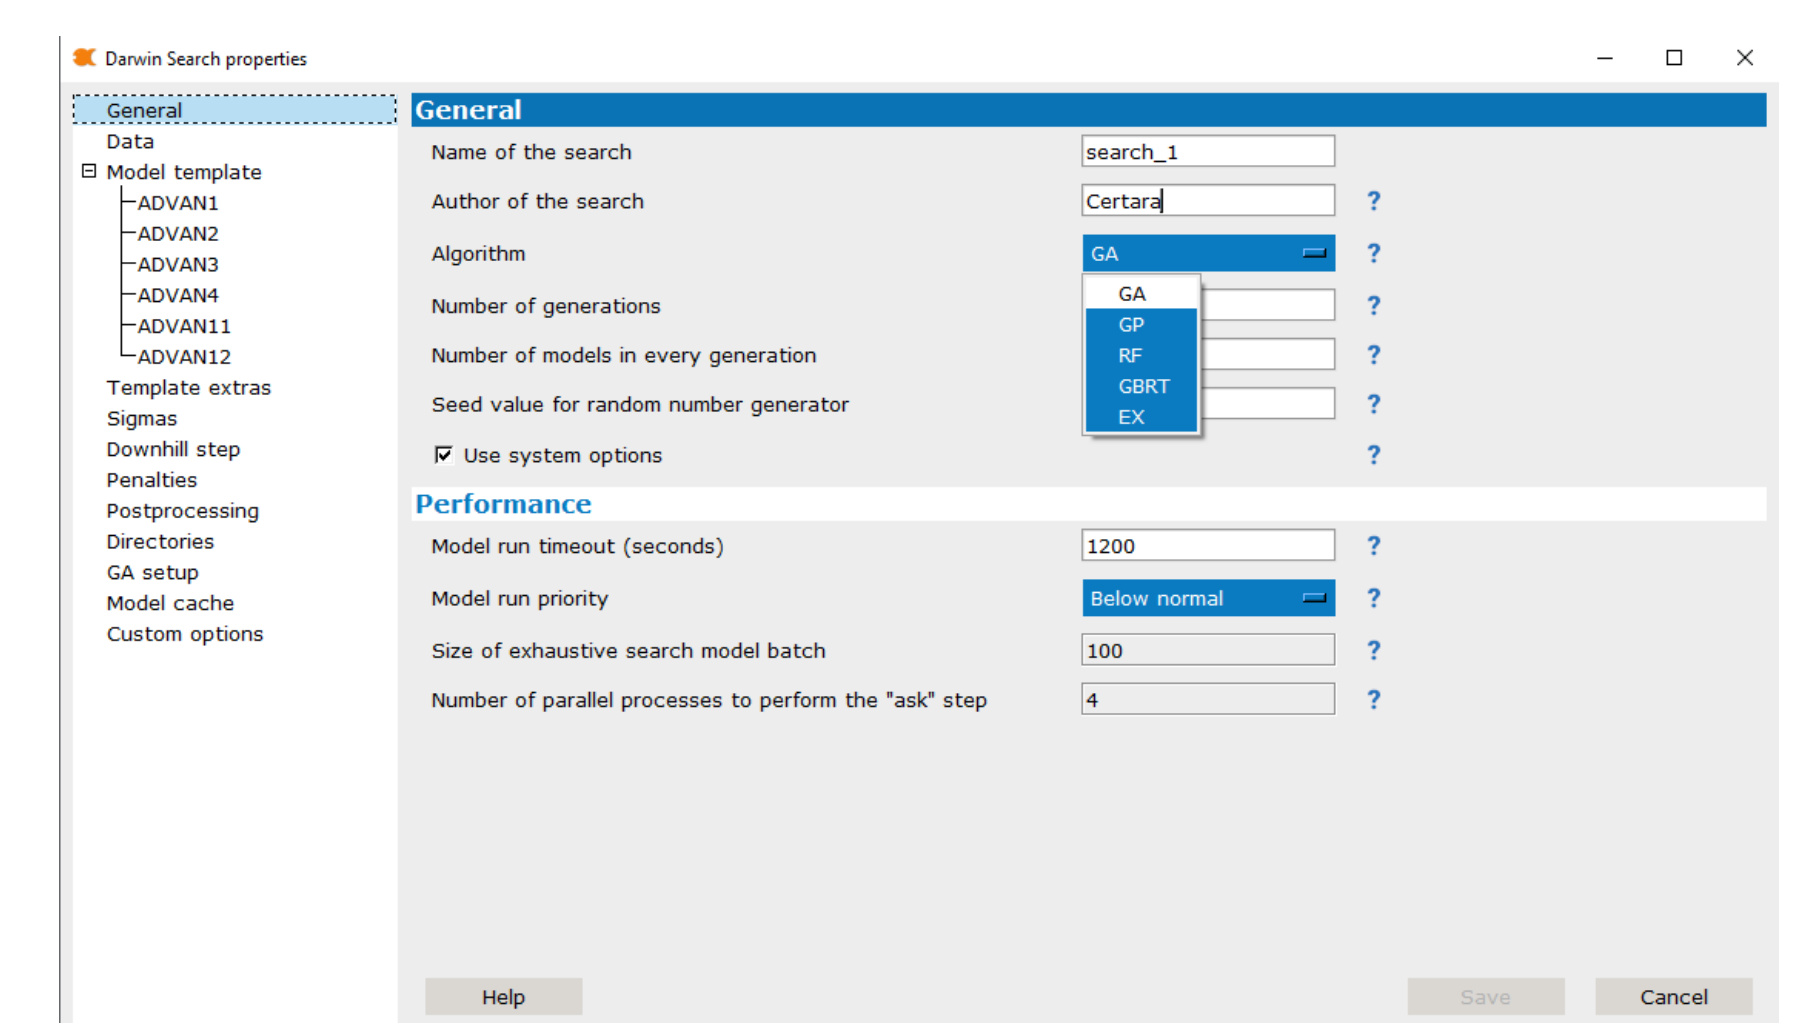 Darwin Search properties
General
Data
Model template
ADVAN1
ADVAN2
ADVAN3
ADVAN4
ADVAN11
ADVAN12
Template extras
Sigmas
Downhill step
Penalties
Postprocessing
Directories
GA setup
Model cache
Custom options
General
Name of the search search_1
Author of the search Certara ?
Algorithm GA ?
GA
GP
RF
GBRT
EX
Number of generations ?
Number of models in every generation ?
Seed value for random number generator ?
Use system options ?
Performance
Model run timeout (seconds) 1200 ?
Model run priority Below normal ?
Size of exhaustive search model batch 100 ?
Number of parallel processes to perform the "ask" step 4 ?
Help Save Cancel